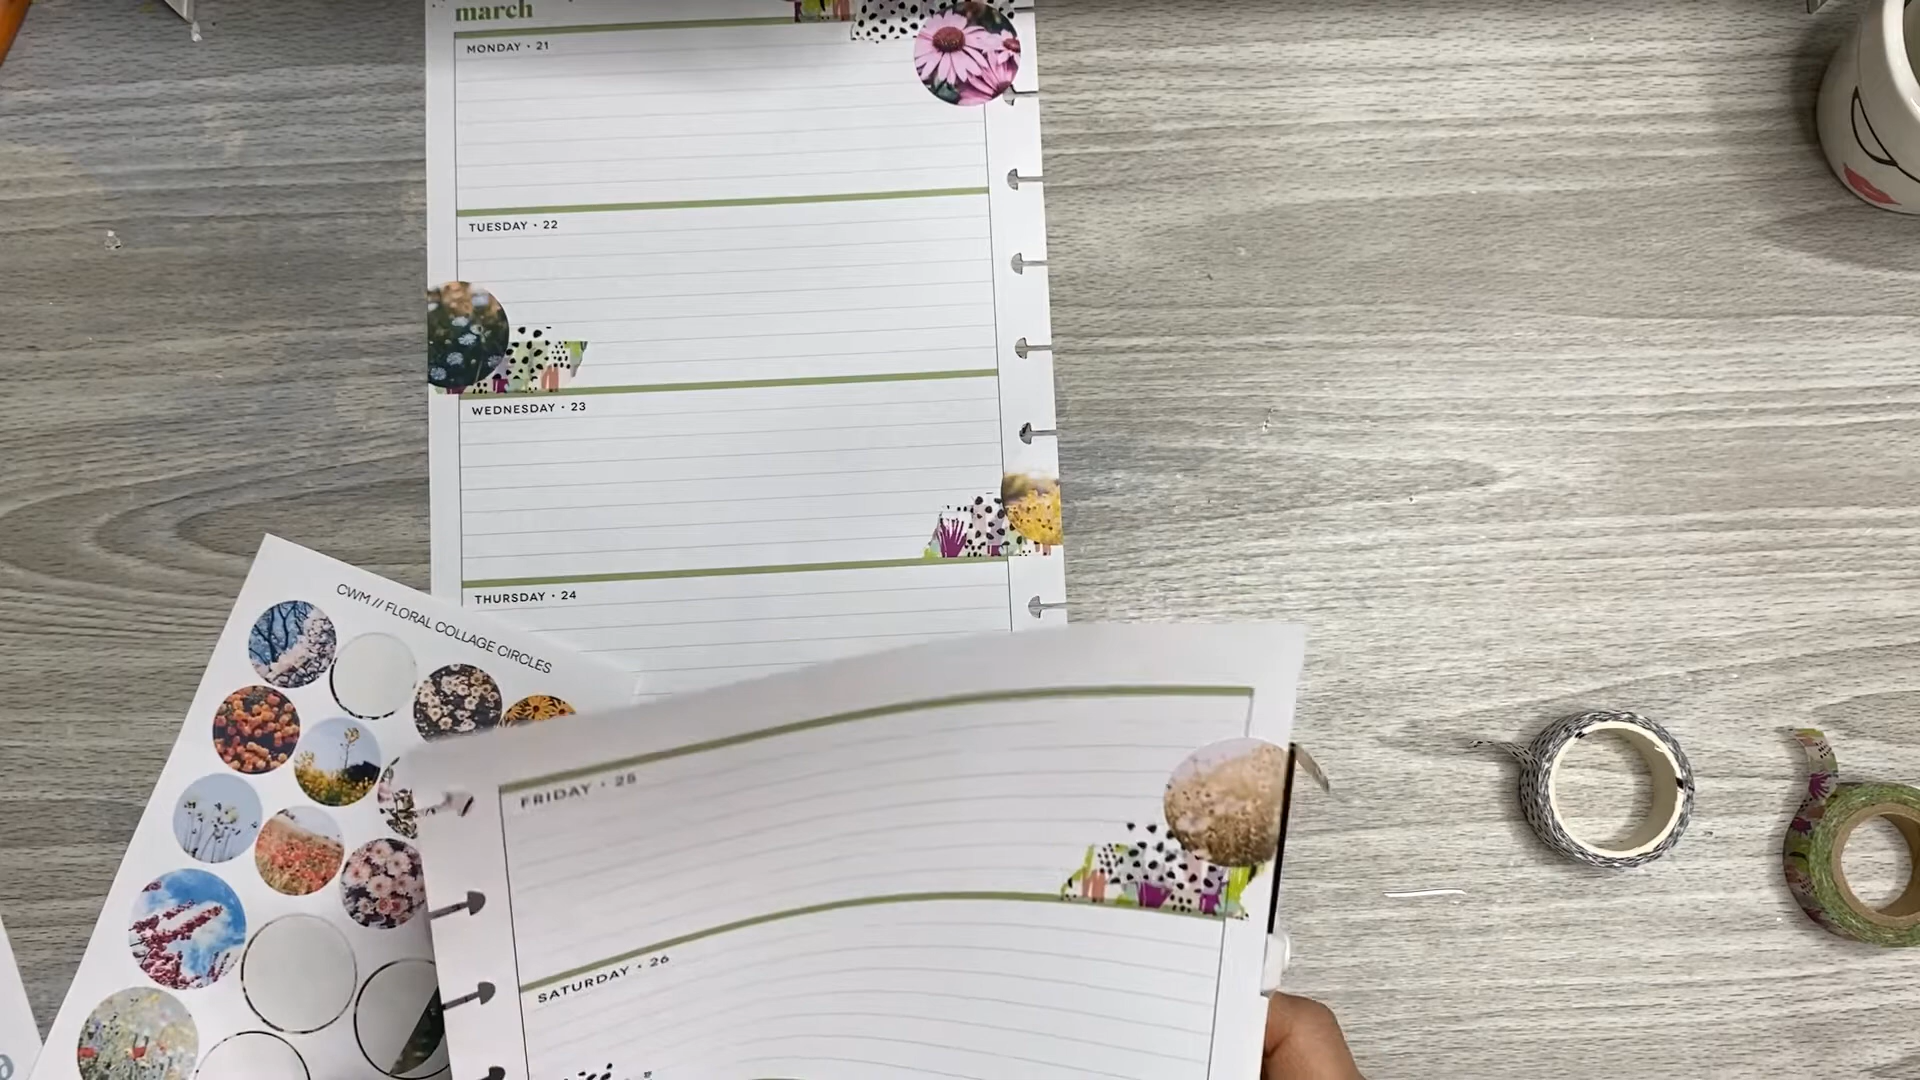 march
MONDAY · 21
TUESDAY · 22
WEDNESDAY · 23
THURSDAY · 24
CWM // FLORAL COLLAGE CIRCLES
FRIDAY · 25
SATURDAY · 26